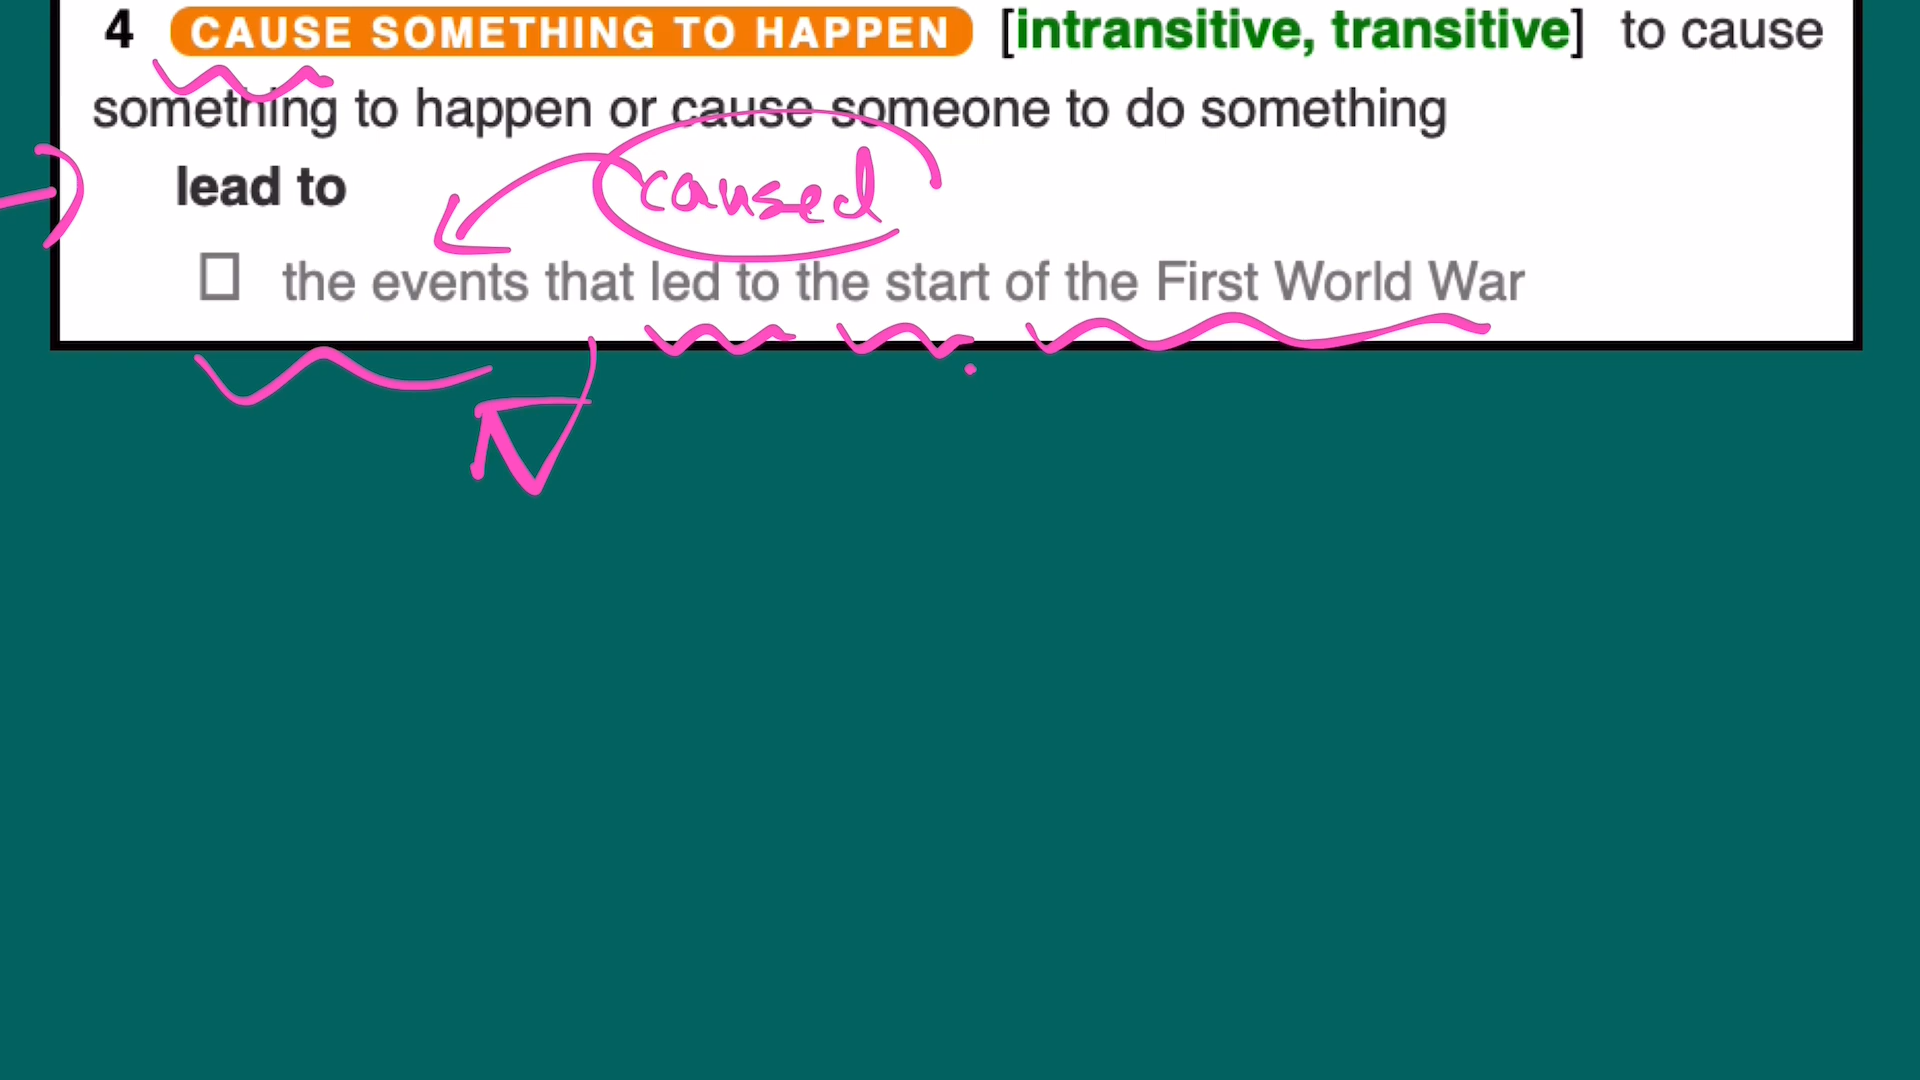 4 CAUSE SOMETHING TO HAPPEN [intransitive, transitive] to cause
something to happen or cause someone to do something
lead to
caused
the events that led to the start of the First World War